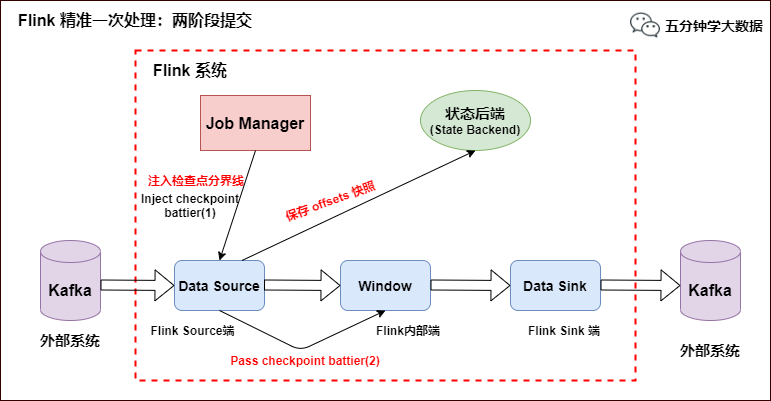 Flink 精准一次处理：两阶段提交
五分钟学大数据
Flink 系统
Job Manager
状态后端
(State Backend)
注入检查点分界线
Inject checkpoint
battier(1)
保存 offsets 快照
Kafka
Data Source
Window
Data Sink
Kafka
外部系统
Flink Source端
Flink内部端
Flink Sink 端
外部系统
Pass checkpoint battier(2)